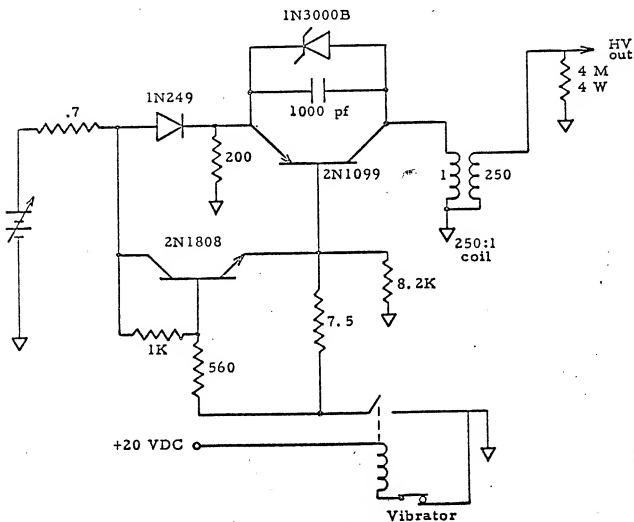 1N3000B
HV
out
4 M
4 W
1N249
1000 pf
.7
200
2N1099
1
250
250:1
coil
2N1808
8.2K
7.5
1K
560
+20 VDC
Vibrator